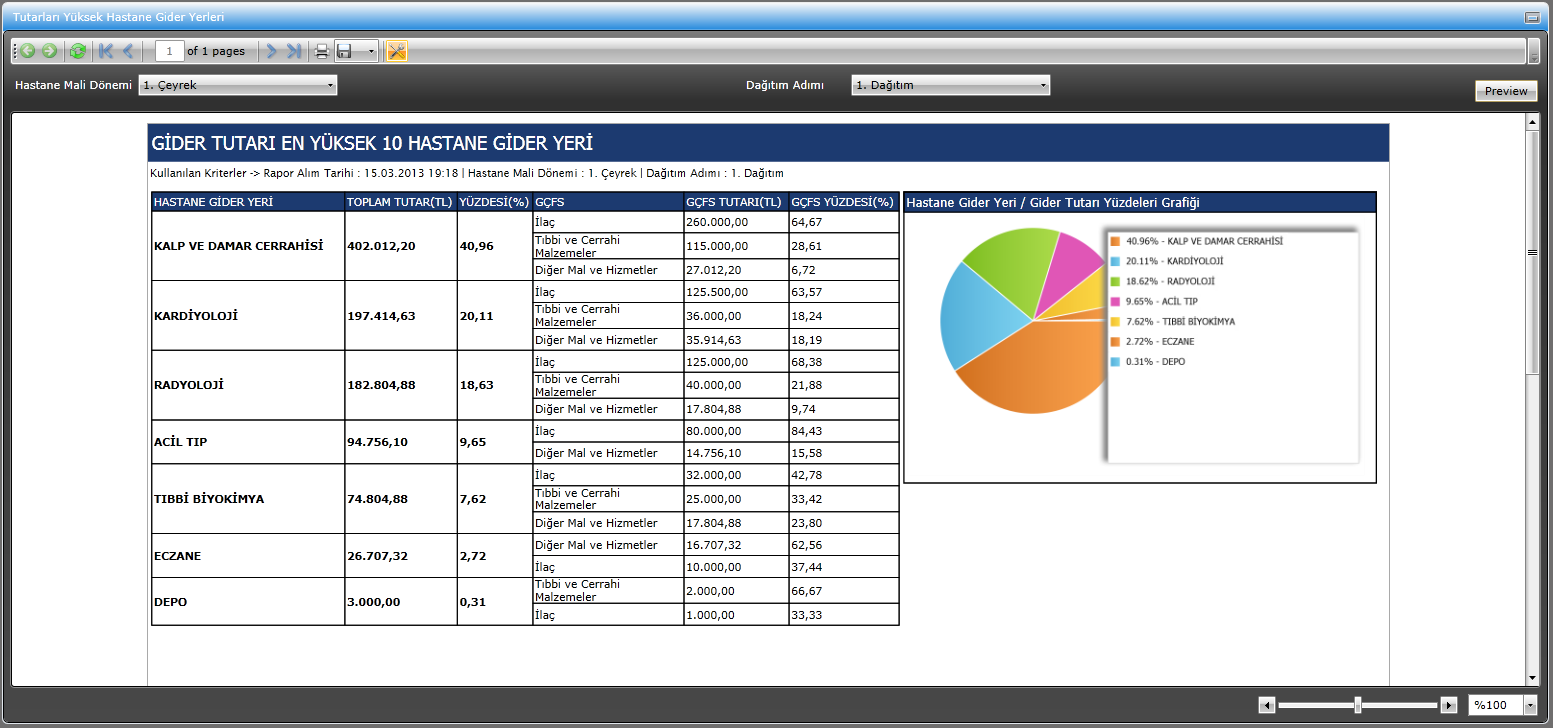 Tutarları Yüksek Hastane Gider Yerleri
1 of 1 pages
Hastane Mali Dönemi 1. Çeyrek Dağıtım Adımı 1. Dağıtım
Preview
GİDER TUTARI EN YÜKSEK 10 HASTANE GİDER YERİ
Kullanılan Kriterler -> Rapor Alım Tarihi : 15.03.2013 19:18 | Hastane Mali Dönemi : 1. Çeyrek | Dağıtım Adımı : 1. Dağıtım
HASTANE GİDER YERİ TOPLAM TUTAR(TL) YÜZDESİ(%) GÇFS GÇFS TUTARI(TL) GÇFS YÜZDESİ(%)
İlaç 260.000,00 64,67
KALP VE DAMAR CERRAHİSİ 402.012,20 40,96 Tıbbi ve Cerrahi Malzemeler 115.000,00 28,61
Diğer Mal ve Hizmetler 27.012,20 6,72
İlaç 125.500,00 63,57
KARDİYOLOJİ 197.414,63 20,11 Tıbbi ve Cerrahi Malzemeler 36.000,00 18,24
Diğer Mal ve Hizmetler 35.914,63 18,19
İlaç 125.000,00 68,38
RADYOLOJİ 182.804,88 18,63 Tıbbi ve Cerrahi Malzemeler 40.000,00 21,88
Diğer Mal ve Hizmetler 17.804,88 9,74
ACİL TIP 94.756,10 9,65 İlaç 80.000,00 84,43
Diğer Mal ve Hizmetler 14.756,10 15,58
İlaç 32.000,00 42,78
TIBBİ BİYOKİMYA 74.804,88 7,62 Tıbbi ve Cerrahi Malzemeler 25.000,00 33,42
Diğer Mal ve Hizmetler 17.804,88 23,80
ECZANE 26.707,32 2,72 Diğer Mal ve Hizmetler 16.707,32 62,56
İlaç 10.000,00 37,44
DEPO 3.000,00 0,31 Tıbbi ve Cerrahi Malzemeler 2.000,00 66,67
İlaç 1.000,00 33,33
Hastane Gider Yeri / Gider Tutarı Yüzdeleri Grafiği
40.96% - KALP VE DAMAR CERRAHİSİ
20.11% - KARDİYOLOJİ
18.62% - RADYOLOJİ
9.65% - ACİL TIP
7.62% - TIBBİ BİYOKİMYA
2.72% - ECZANE
0.31% - DEPO
%100